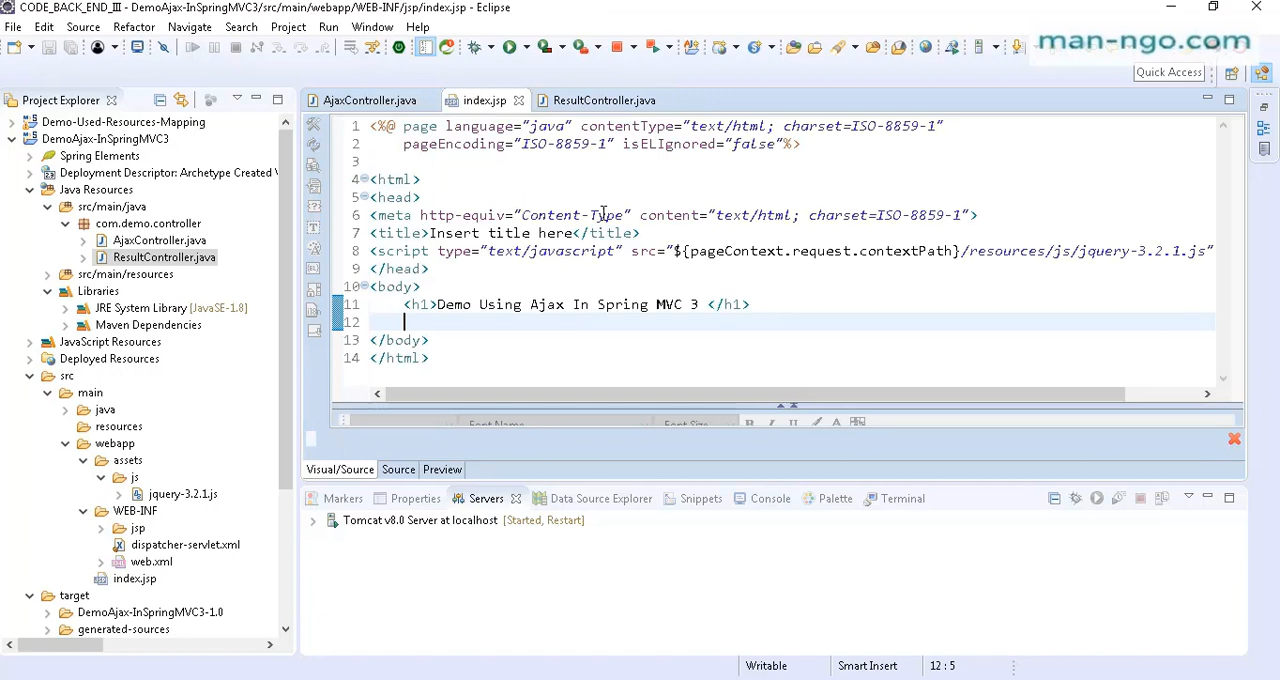 CODE_BACK_END_III - DemoAjax-InSpringMVC3/src/main/webapp/WEB-INF/jsp/index.jsp - Eclipse
File Edit Source Refactor Navigate Search Project Run Window Help
man-ngo.com
Quick Access
Project Explorer
AjaxController.java index.jsp ResultController.java
Demo-Used-Resources-Mapping
DemoAjax-InSpringMVC3
Spring Elements
Deployment Descriptor: Archetype Created V
Java Resources
src/main/java
com.demo.controller
AjaxController.java
ResultController.java
src/main/resources
Libraries
JRE System Library [JavaSE-1.8]
Maven Dependencies
JavaScript Resources
Deployed Resources
src
main
java
resources
webapp
assets
js
jquery-3.2.1.js
WEB-INF
jsp
dispatcher-servlet.xml
web.xml
index.jsp
target
DemoAjax-InSpringMVC3-1.0
generated-sources
1 <%@ page language="java" contentType="text/html; charset=ISO-8859-1"
2 pageEncoding="ISO-8859-1" isELIgnored="false"%>
3
4 <html>
5 <head>
6 <meta http-equiv="Content-Type" content="text/html; charset=ISO-8859-1">
7 <title>Insert title here</title>
8 <script type="text/javascript" src="${pageContext.request.contextPath}/resources/js/jquery-3.2.1.js"
9 </head>
10 <body>
11 <h1>Demo Using Ajax In Spring MVC 3 </h1>
12
13 </body>
14 </html>
Font Name Font Size B I U A
Visual/Source Source Preview
Markers Properties Servers Data Source Explorer Snippets Console Palette Terminal
Tomcat v8.0 Server at localhost [Started, Restart]
Writable Smart Insert 12 : 5